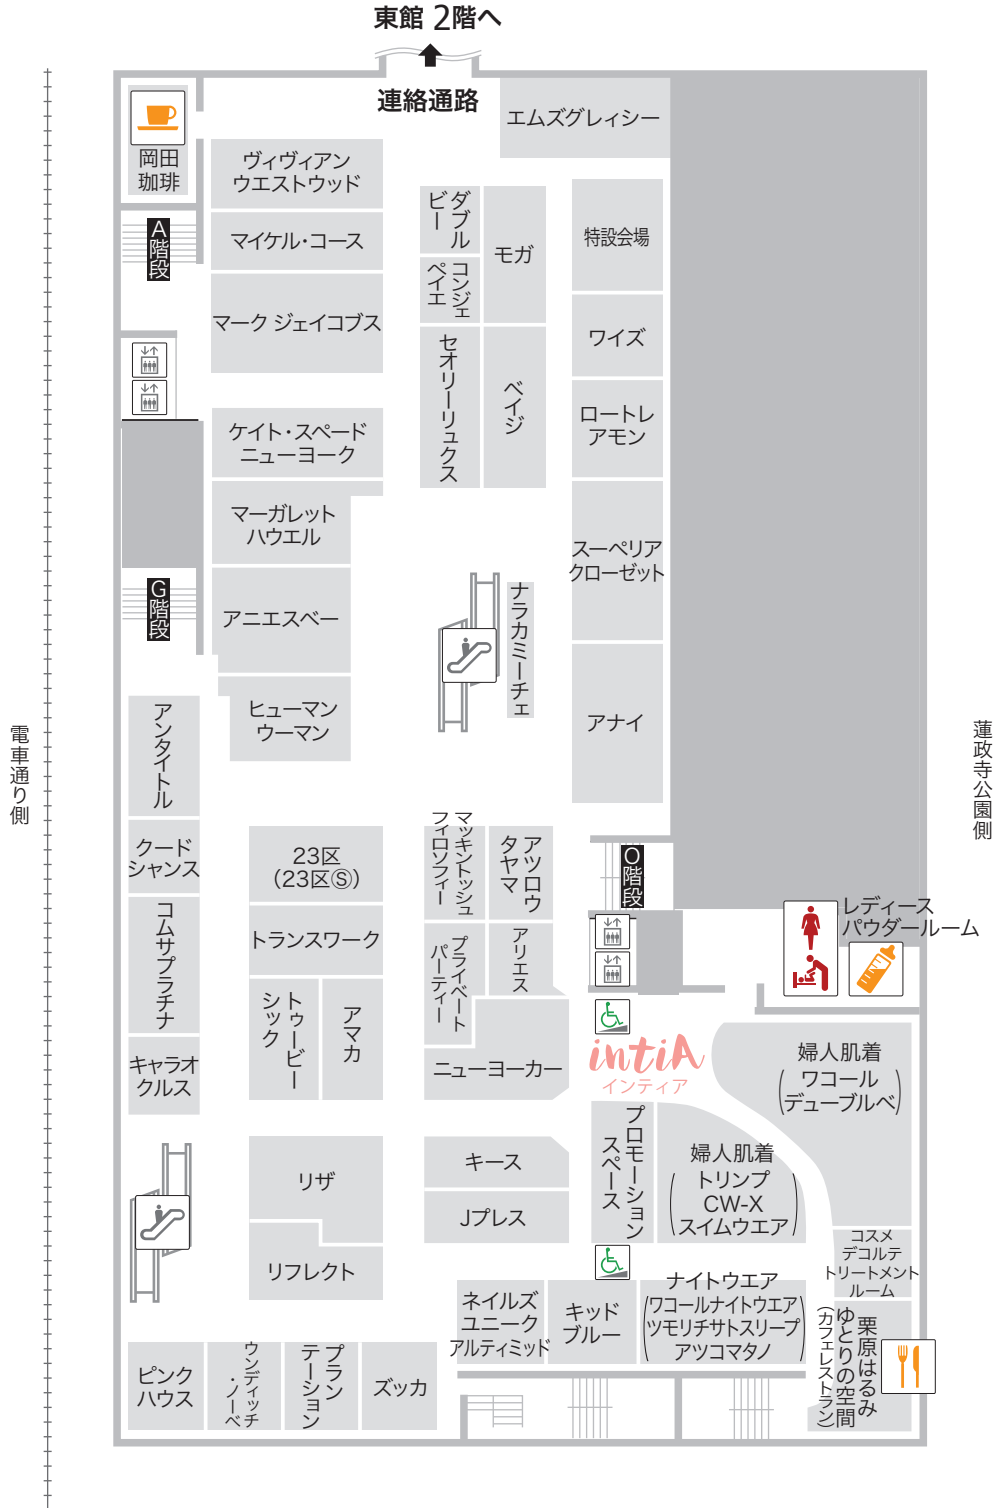 東館 2階へ
連絡通路
エムズグレィシー
岡田
珈琲
ヴィヴィアン
ウエストウッド
A階段
マイケル・コース
マーク ジェイコブス
ダブル
ビー
モガ
コンジェ
ペイエ
特設会場
ワイズ
セオリーリュクス
ベイジ
ロートレ
アモン
ケイト・スペード
ニューヨーク
マーガレット
ハウエル
スーペリア
クローゼット
G階段
アニエスベー
ナラカミーチェ
ヒューマン
ウーマン
アナイ
アンタイトル
電車通り側
蓮政寺公園側
クード
シャンス
23区
(23区Ⓢ)
マッキントッシュ
フィロソフィー
アツロウ
タヤマ
O階段
コムサプラチナ
トランスワーク
プライベート
パーティー
アリエス
レディース
パウダールーム
トゥービー
シック
アマカ
キャラオ
クルス
ニューヨーカー
intiA
インティア
婦人肌着
(ワコール
デューブルベ)
リザ
キース
Jプレス
プロモーション
スペース
婦人肌着
(トリンプ
CW-X
スイムウエア)
リフレクト
コスメ
デコルテ
トリートメント
ルーム
ネイルズ
ユニーク
アルティミッド
キッド
ブルー
ナイトウエア
(ワコールナイトウエア
ツモリチサトスリープ
アツコマタノ)
栗原はるみ
ゆとりの空間
(カフェレストラン)
ピンク
ハウス
ウンディッチ
・ノーベ
プラン
テーション
ズッカ